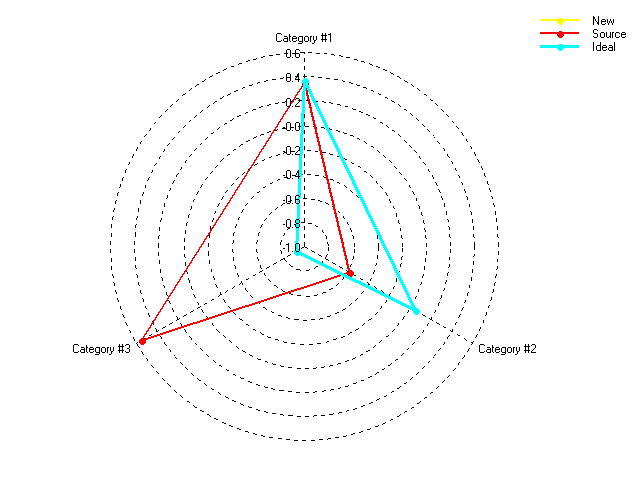 New
Source
Ideal
Category #1
0.6
0.4
0.2
-0.0
-0.2
-0.4
-0.6
-0.8
-1.0
Category #3
Category #2